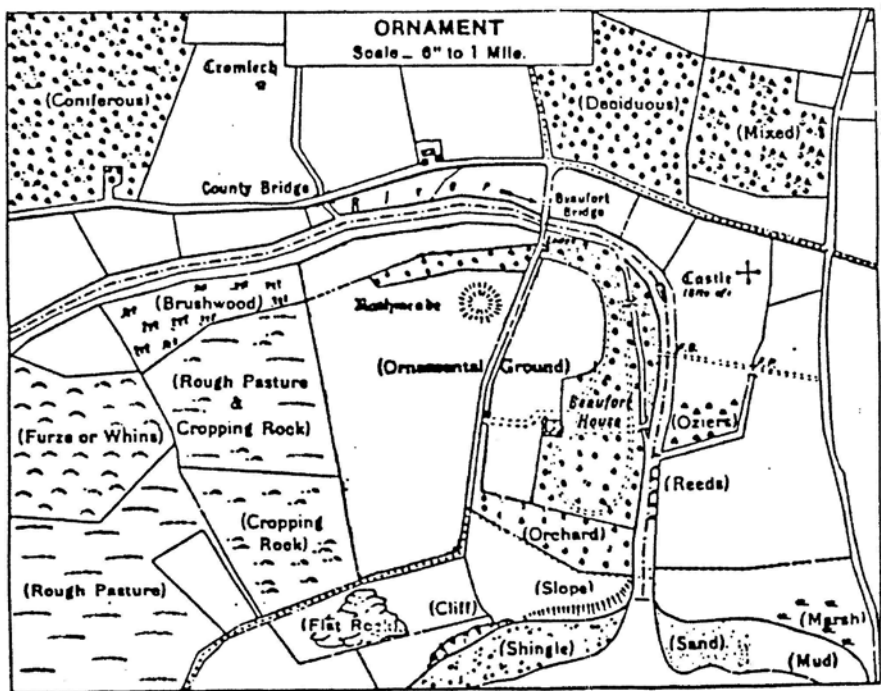 ORNAMENT
Scale _ 6" to 1 Mile.
Cromlech
(Coniferous)
(Deciduous)
(Mixed)
County Bridge
River
Beaufort
Bridge
Castle
(Brushwood)
(Ornamental Ground)
(Rough Pasture
&
Cropping Rock)
Beaufort
House
(Furze or Whins)
(Oziers)
(Reeds)
(Cropping
Rock)
(Orchard)
(Rough Pasture)
(Slope)
(Cliff)
(Flat Rock)
(Marsh)
(Shingle)
(Sand)
(Mud)